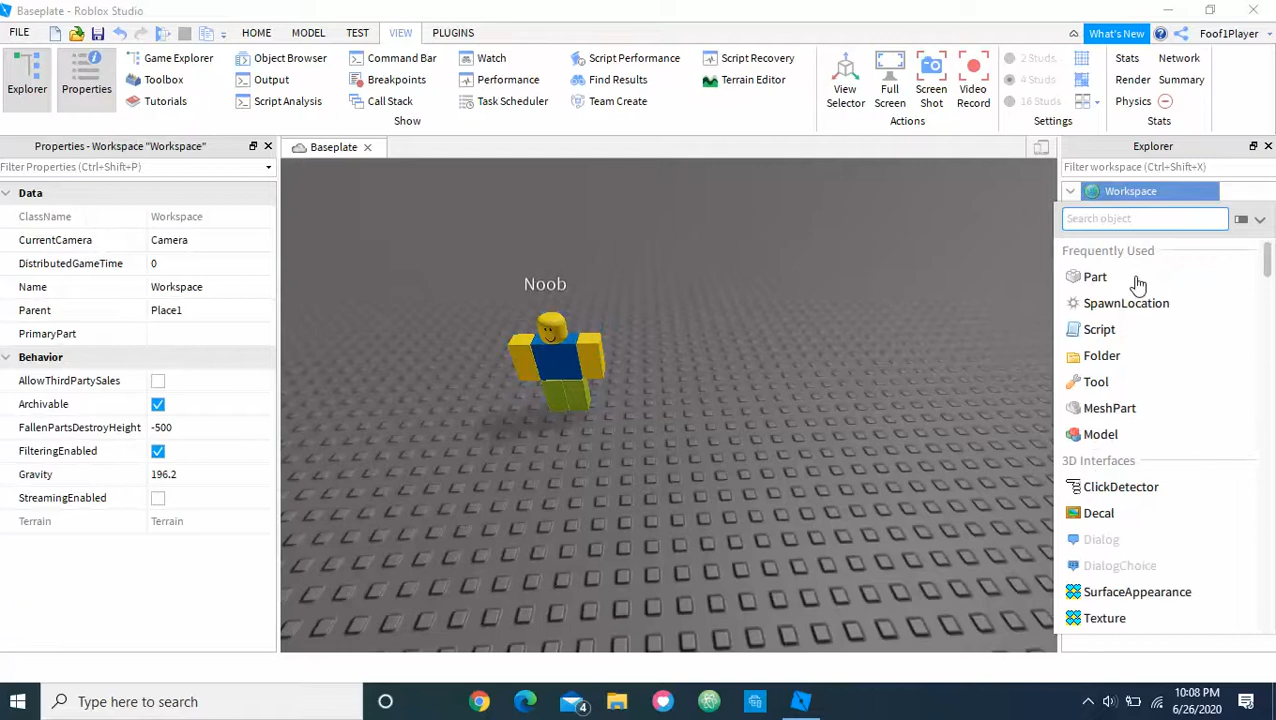 Baseplate - Roblox Studio
FILE HOME MODEL TEST VIEW PLUGINS What's New Foof1Player
Explorer
Properties
Game Explorer
Toolbox
Tutorials
Object Browser
Output
Script Analysis
Command Bar
Breakpoints
Call Stack
Watch
Performance
Task Scheduler
Script Performance
Find Results
Team Create
Script Recovery
Terrain Editor
Show
View Selector
Full Screen
Screen Shot
Video Record
Actions
2 Studs
4 Studs
16 Studs
Settings
Stats Network
Render Summary
Physics
Stats
Properties - Workspace "Workspace"
Filter Properties (Ctrl+Shift+P)
Data
ClassName Workspace
CurrentCamera Camera
DistributedGameTime 0
Name Workspace
Parent Place1
PrimaryPart
Behavior
AllowThirdPartySales
Archivable
FallenPartsDestroyHeight -500
FilteringEnabled
Gravity 196.2
StreamingEnabled
Terrain Terrain
Baseplate
Noob
Explorer
Filter workspace (Ctrl+Shift+X)
Workspace
Search object
Frequently Used
Part
SpawnLocation
Script
Folder
Tool
MeshPart
Model
3D Interfaces
ClickDetector
Decal
Dialog
DialogChoice
SurfaceAppearance
Texture
Type here to search
4
10:08 PM
6/26/2020